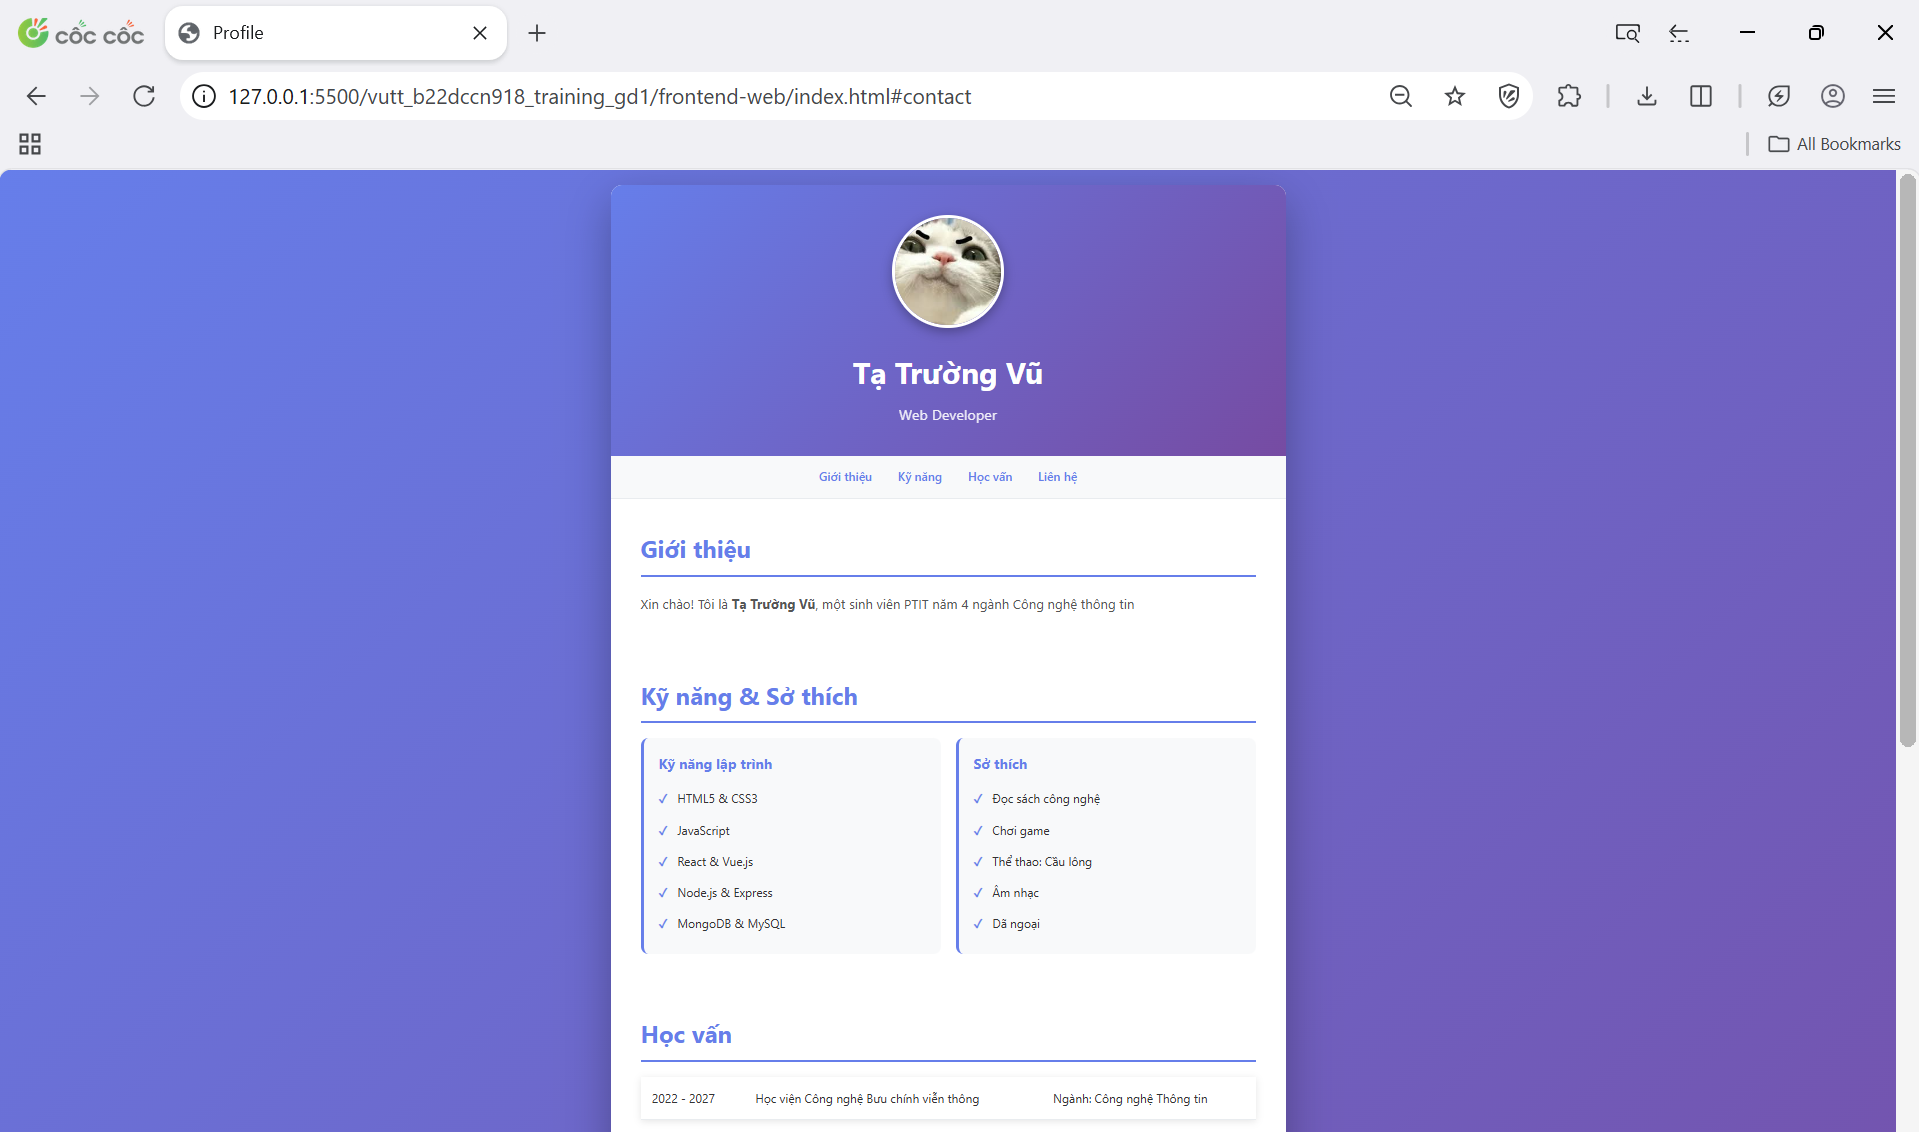 cốc cốc
Profile
127.0.0.1:5500/vutt_b22dccn918_training_gd1/frontend-web/index.html#contact
All Bookmarks
Tạ Trường Vũ
Web Developer
Giới thiệu Kỹ năng Học vấn Liên hệ
Giới thiệu
Xin chào! Tôi là Tạ Trường Vũ, một sinh viên PTIT năm 4 ngành Công nghệ thông tin
Kỹ năng & Sở thích
Kỹ năng lập trình
✓ HTML5 & CSS3
✓ JavaScript
✓ React & Vue.js
✓ Node.js & Express
✓ MongoDB & MySQL
Sở thích
✓ Đọc sách công nghệ
✓ Chơi game
✓ Thể thao: Cầu lông
✓ Âm nhạc
✓ Dã ngoại
Học vấn
2022 - 2027 Học viện Công nghệ Bưu chính viễn thông Ngành: Công nghệ Thông tin